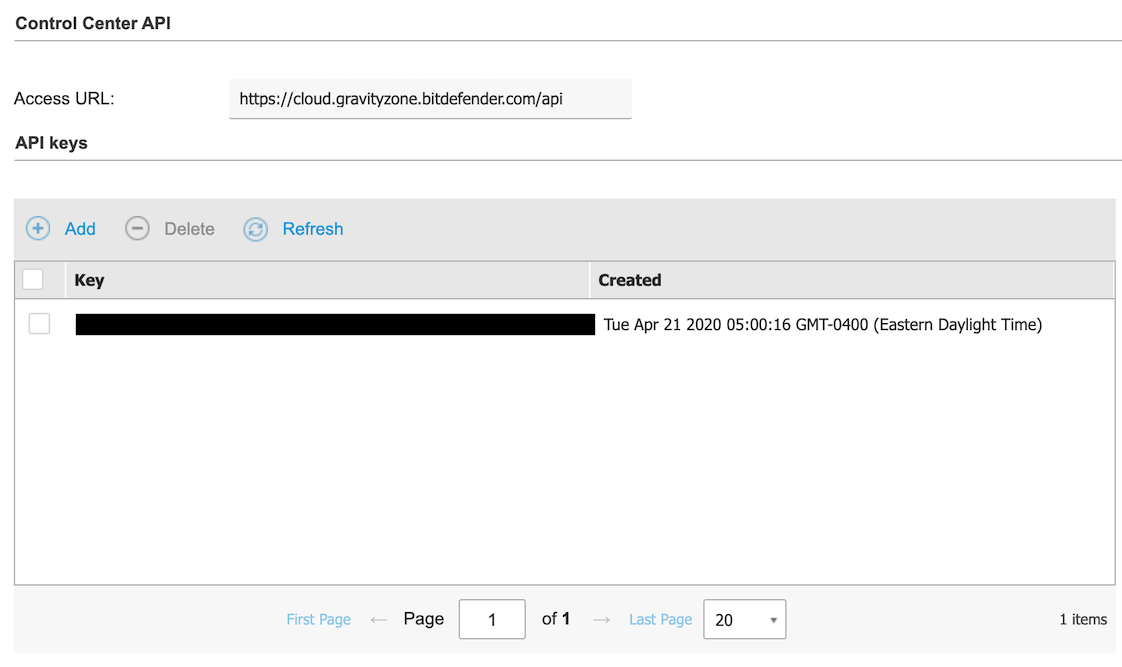 Control Center API
Access URL: https://cloud.gravityzone.bitdefender.com/api
API keys
Add Delete Refresh
Key Created
Tue Apr 21 2020 05:00:16 GMT-0400 (Eastern Daylight Time)
First Page ← Page 1 of 1 → Last Page 20 1 items